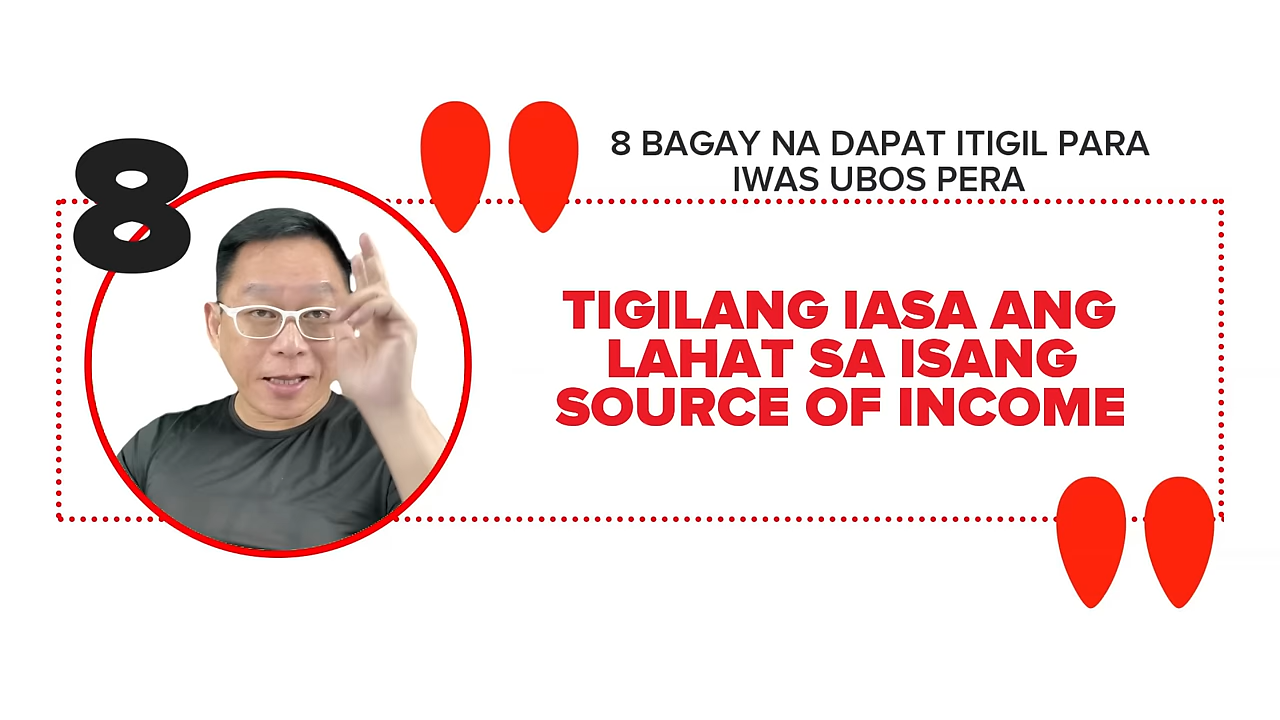 8
8 BAGAY NA DAPAT ITIGIL PARA
IWAS UBOS PERA
TIGILANG IASA ANG
LAHAT SA ISANG
SOURCE OF INCOME